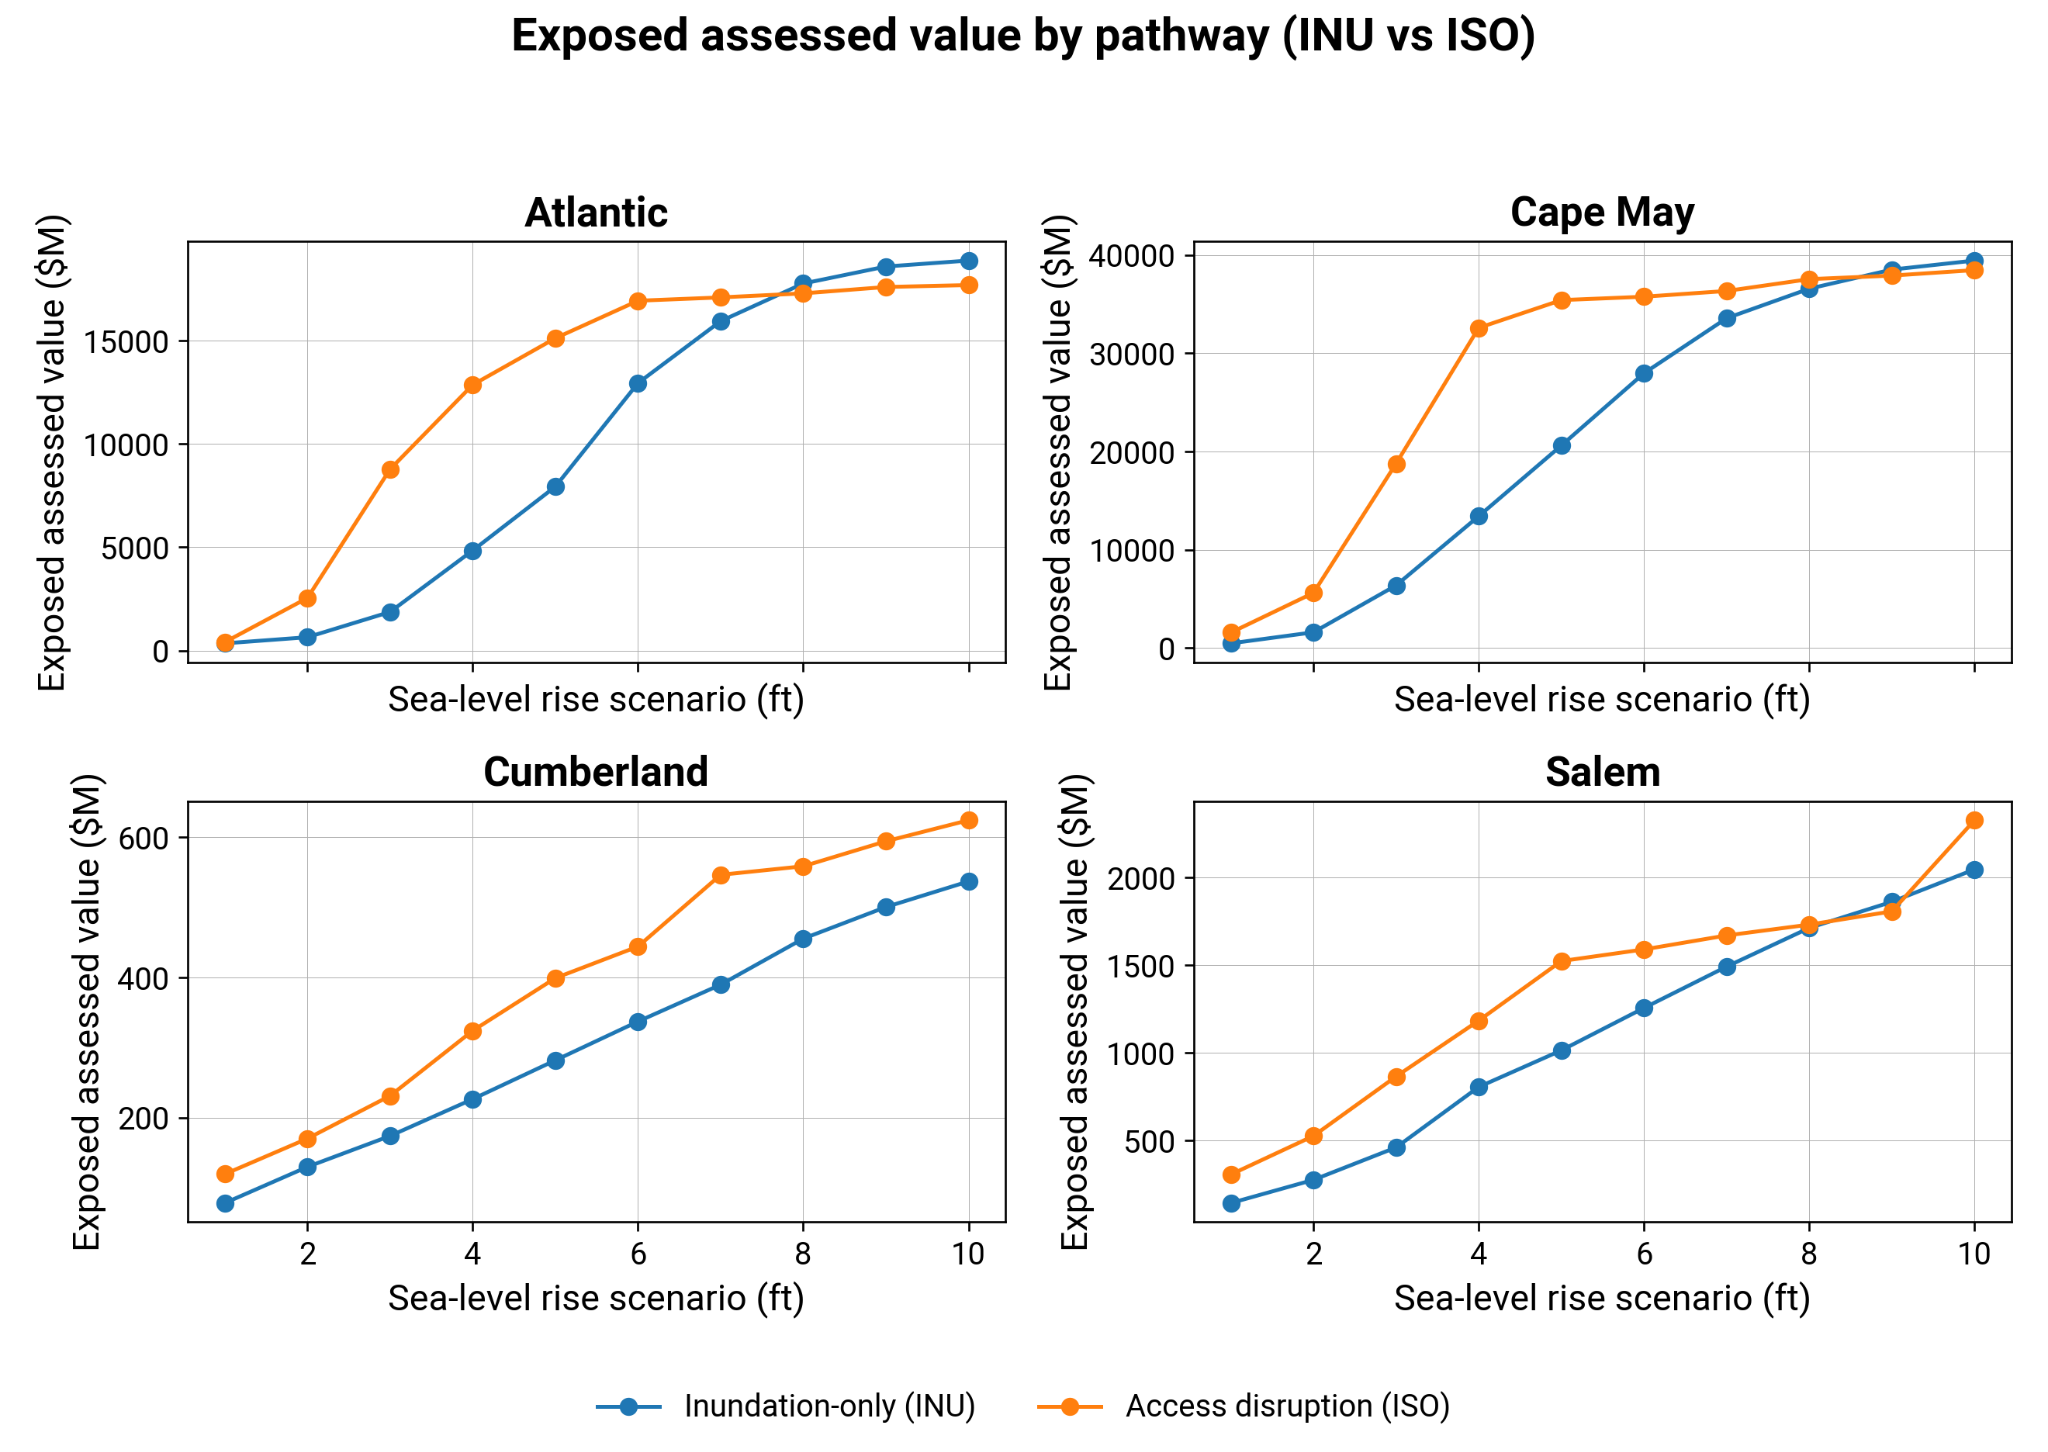 Exposed assessed value by pathway (INU vs ISO)
Atlantic
Exposed assessed value ($M)
15000
10000
5000
0
Sea-level rise scenario (ft)
Cape May
Exposed assessed value ($M)
40000
30000
20000
10000
0
Sea-level rise scenario (ft)
Cumberland
Exposed assessed value ($M)
600
400
200
2 4 6 8 10
Sea-level rise scenario (ft)
Salem
Exposed assessed value ($M)
2000
1500
1000
500
2 4 6 8 10
Sea-level rise scenario (ft)
Inundation-only (INU)
Access disruption (ISO)